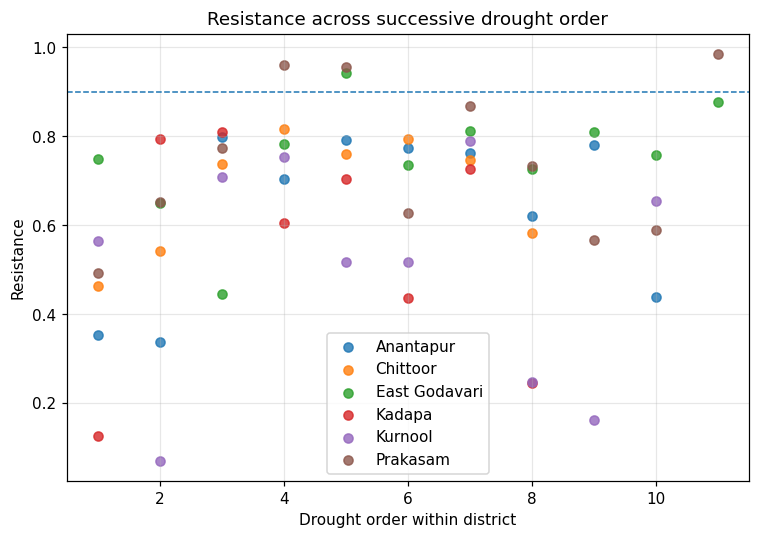 Resistance across successive drought order
1.0
0.8
0.6
0.4
0.2
Resistance
Anantapur
Chittoor
East Godavari
Kadapa
Kurnool
Prakasam
2 4 6 8 10
Drought order within district